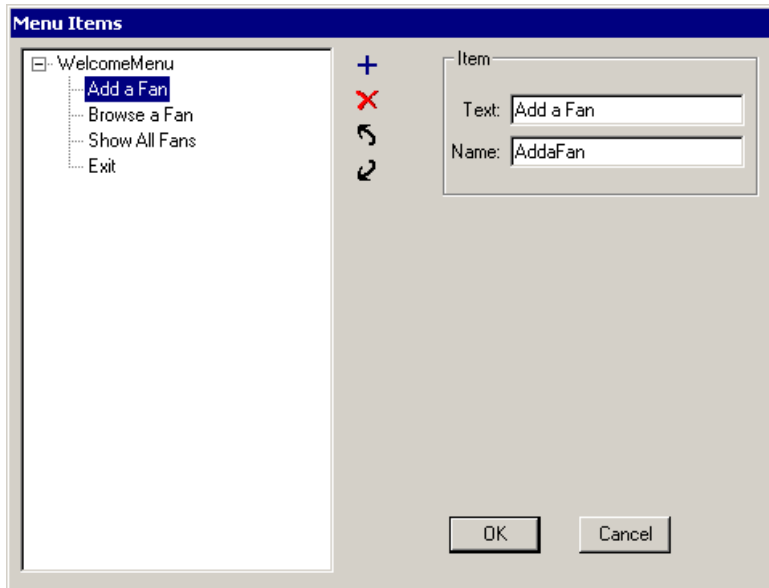 Menu Items
WelcomeMenu
Add a Fan
Browse a Fan
Show All Fans
Exit
Item
Text: Add a Fan
Name: AddaFan
OK Cancel